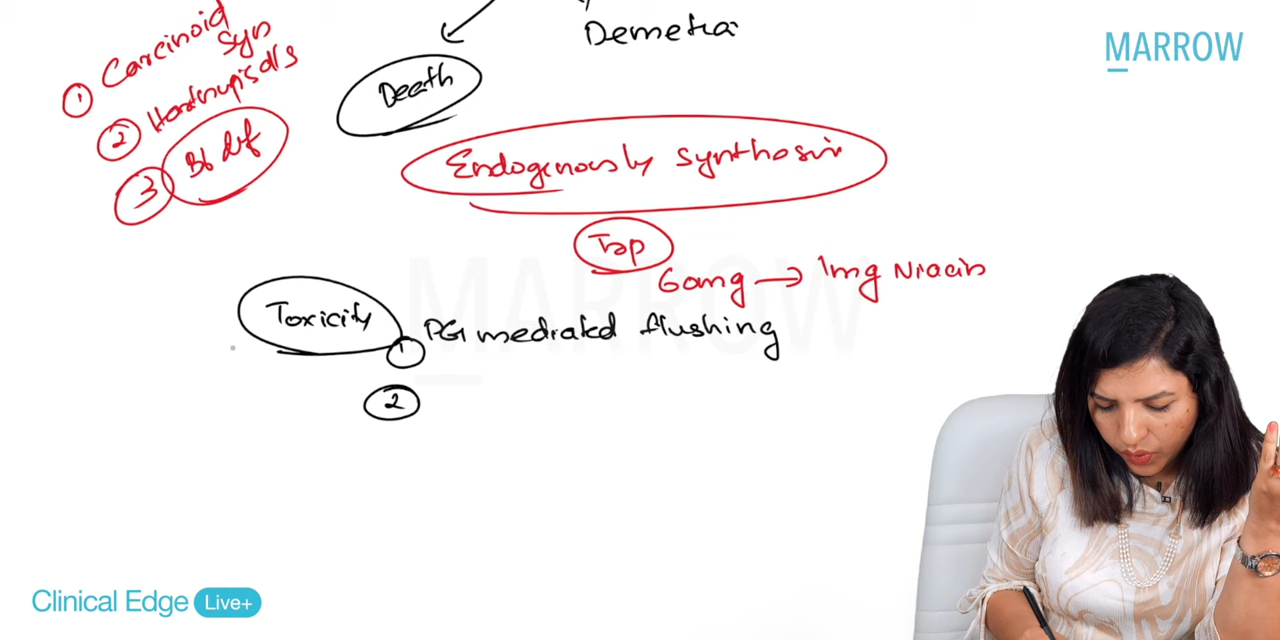 MARROW
Demetia
① Carcinoid
Syn
② Hartnup's d/s
③ B6 def
Death
Endogenously synthesis
Trp
60mg → 1mg Niacin
Toxicity
① PG mediated flushing
②
MARROW
Clinical Edge Live+